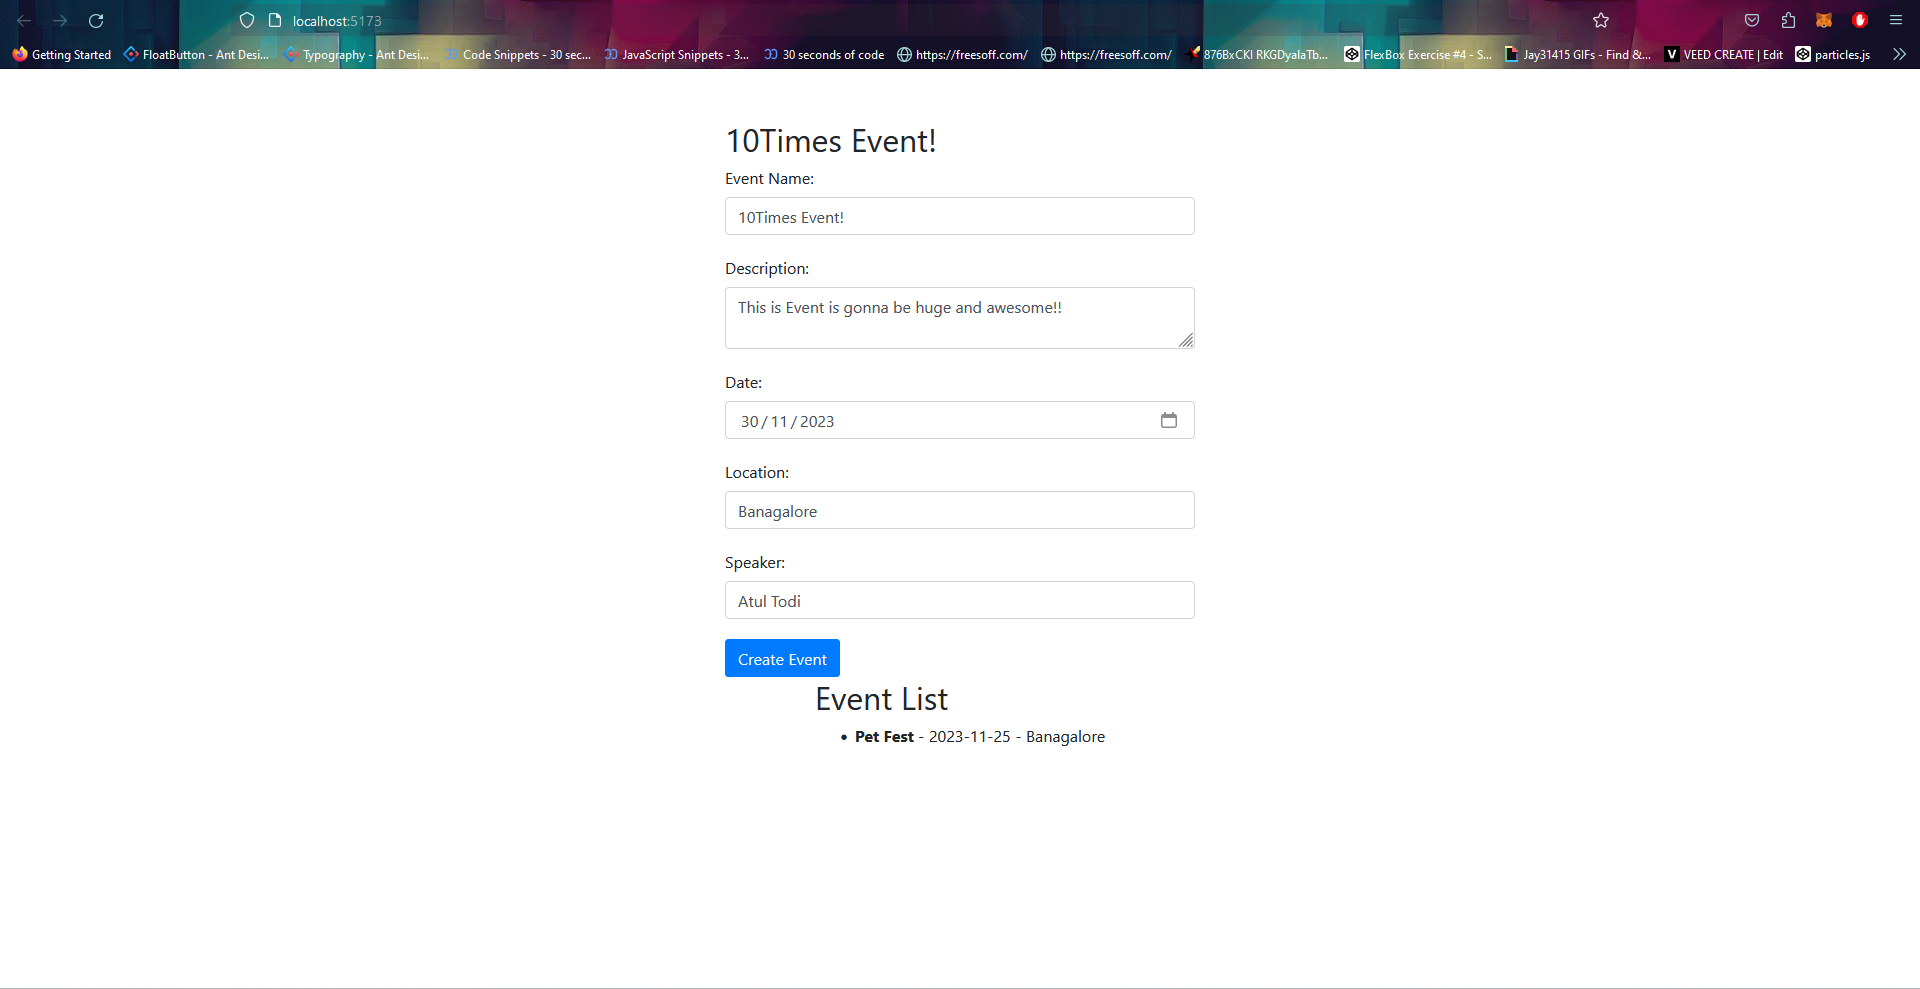 localhost:5173
Getting Started FloatButton - Ant Desi... Typography - Ant Desi... Code Snippets - 30 sec... JavaScript Snippets - 3... 30 seconds of code https://freesoff.com/ https://freesoff.com/ 876BxCKI RKGDyalaTb... FlexBox Exercise #4 - S... Jay31415 GIFs - Find &... V VEED CREATE | Edit particles.js
10Times Event!
Event Name:
10Times Event!
Description:
This is Event is gonna be huge and awesome!!
Date:
30 / 11 / 2023
Location:
Banagalore
Speaker:
Atul Todi
Create Event
Event List
• Pet Fest - 2023-11-25 - Banagalore